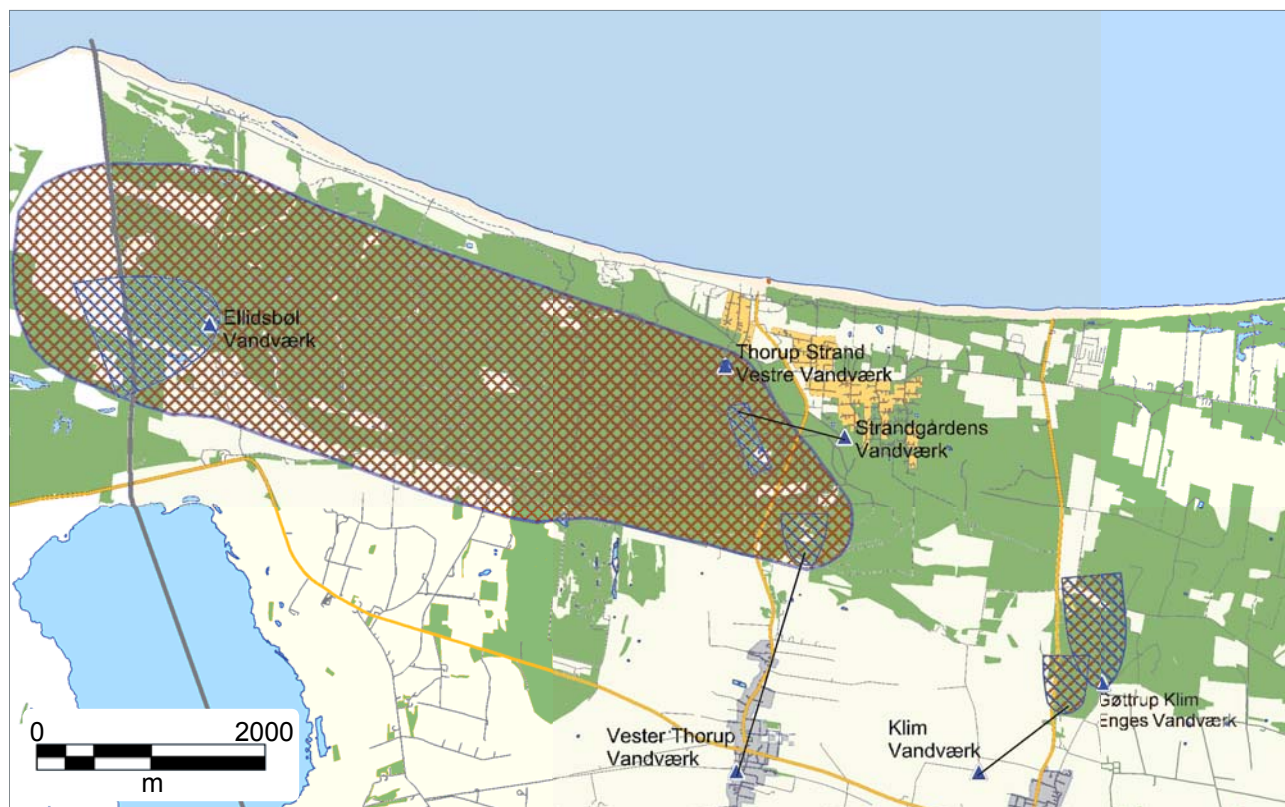 Ellidsbøl
Vandværk
Thorup Strand
Vestre Vandværk
Strandgårdens
Vandværk
Gøttrup Klim
Enges Vandværk
Klim
Vandværk
Vester Thorup
Vandværk
0 2000
m